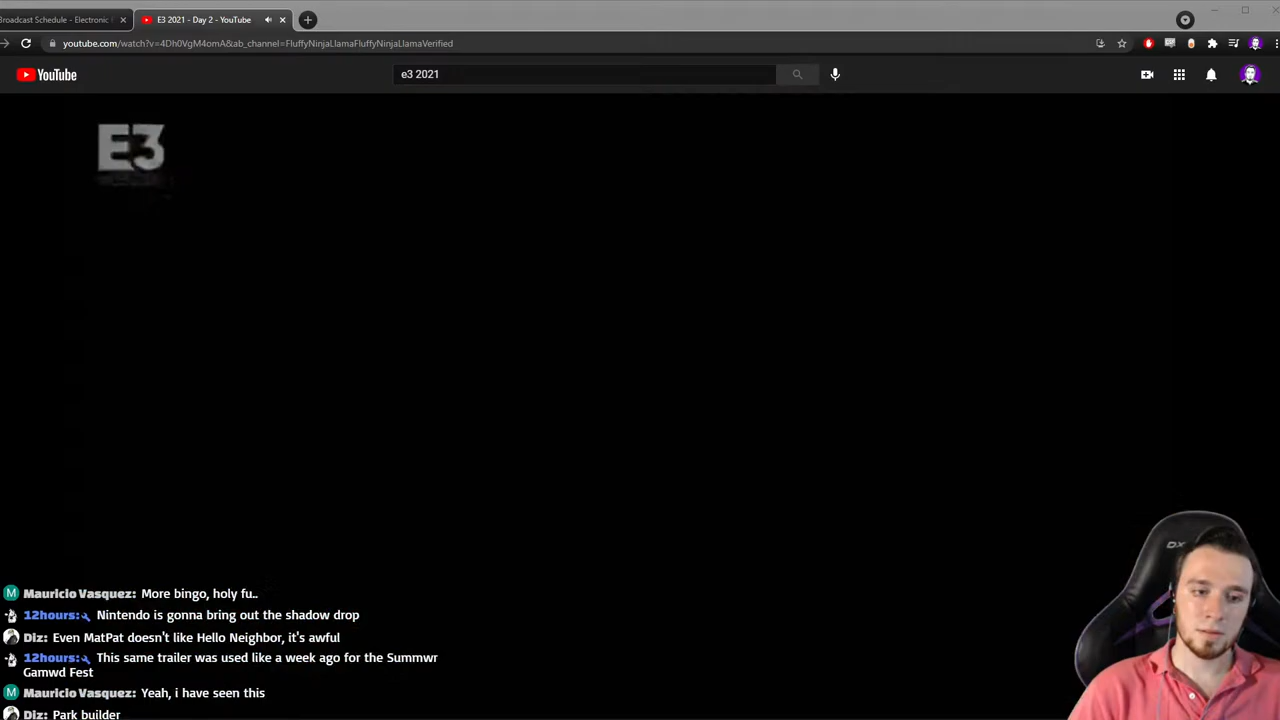 Broadcast Schedule - Electronic
E3 2021 - Day 2 - YouTube
youtube.com/watch?v=4Dh0VgM4omA&ab_channel=FluffyNinjaLlamaFluffyNinjaLlamaVerified
YouTube
e3 2021
E3
DX
M Mauricio Vasquez: More bingo, holy fu..
12hours: Nintendo is gonna bring out the shadow drop
Diz: Even MatPat doesn't like Hello Neighbor, it's awful
12hours: This same trailer was used like a week ago for the Summwr
Gamwd Fest
M Mauricio Vasquez: Yeah, i have seen this
Diz: Park builder